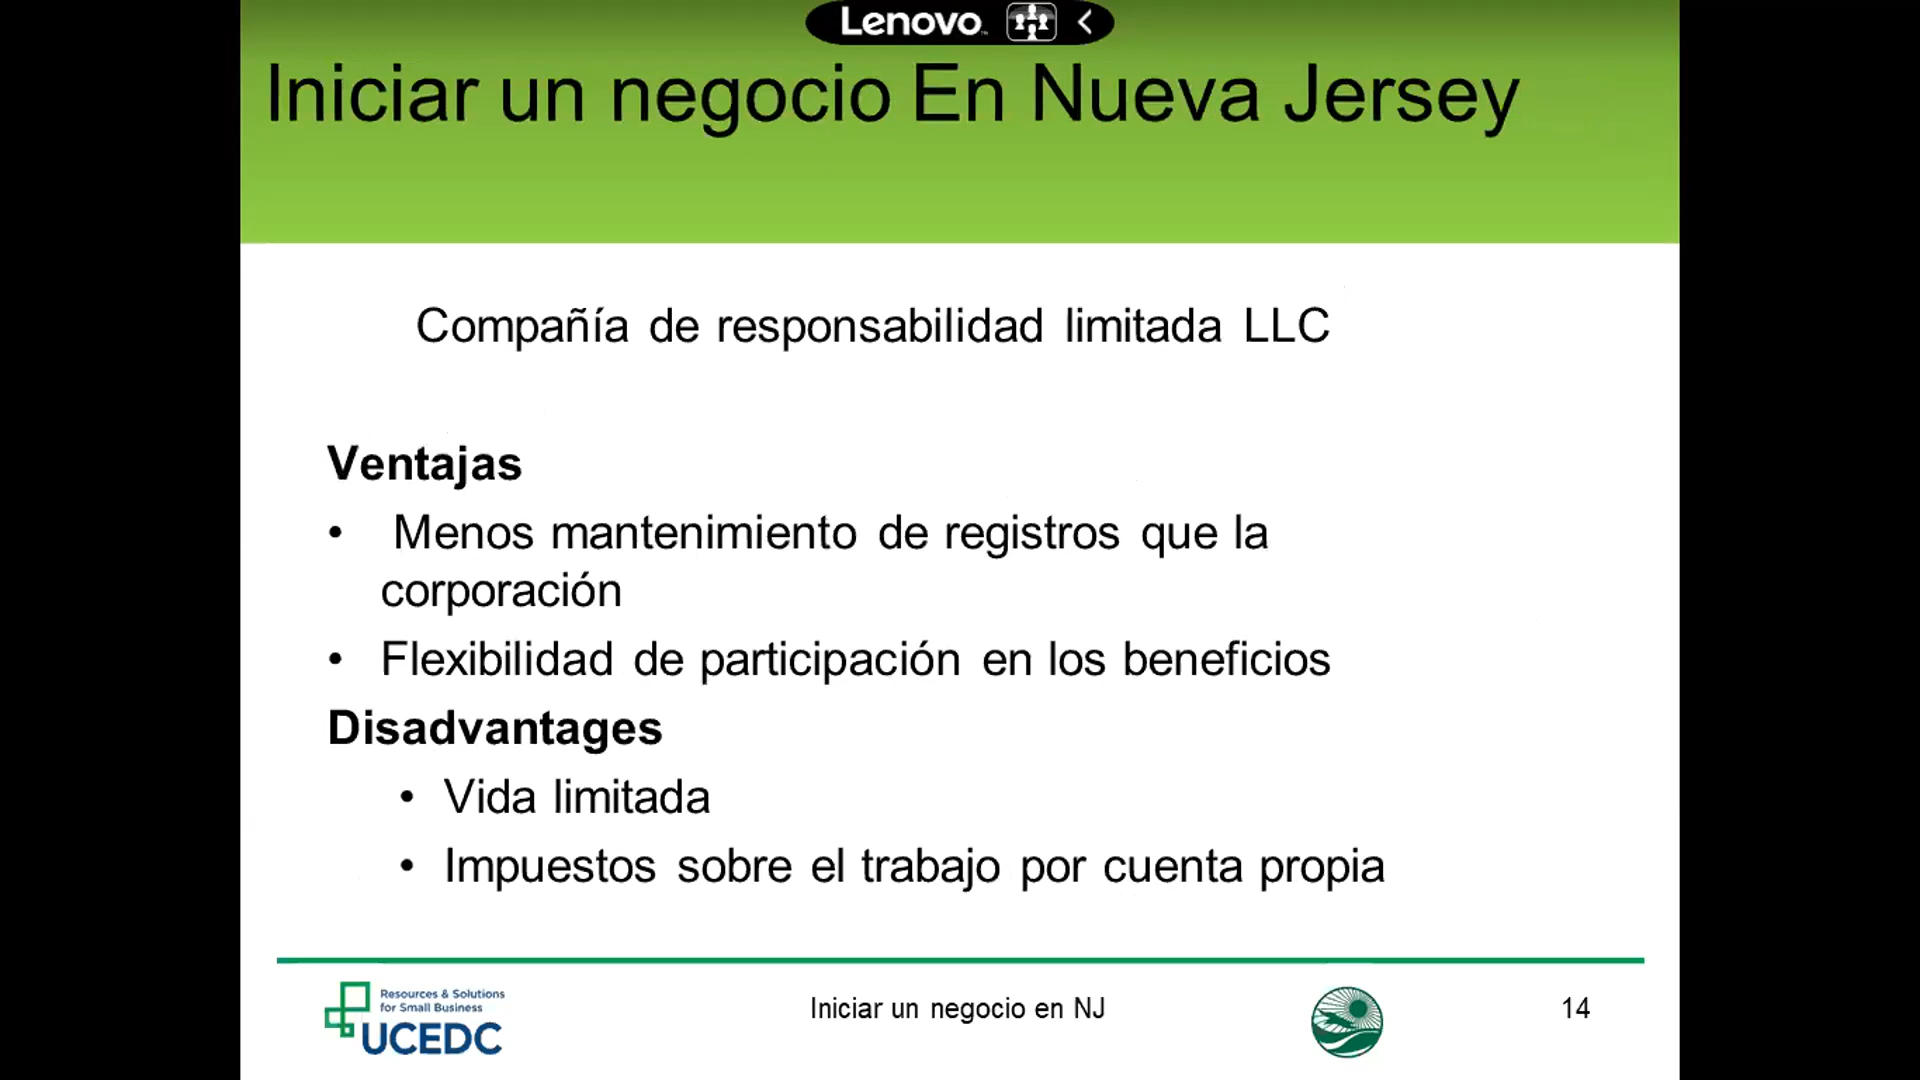 Lenovo
Iniciar un negocio En Nueva Jersey
Compañía de responsabilidad limitada LLC
Ventajas
• Menos mantenimiento de registros que la
corporación
• Flexibilidad de participación en los beneficios
Disadvantages
• Vida limitada
• Impuestos sobre el trabajo por cuenta propia
Resources & Solutions
for Small Business
UCEDC
Iniciar un negocio en NJ
14